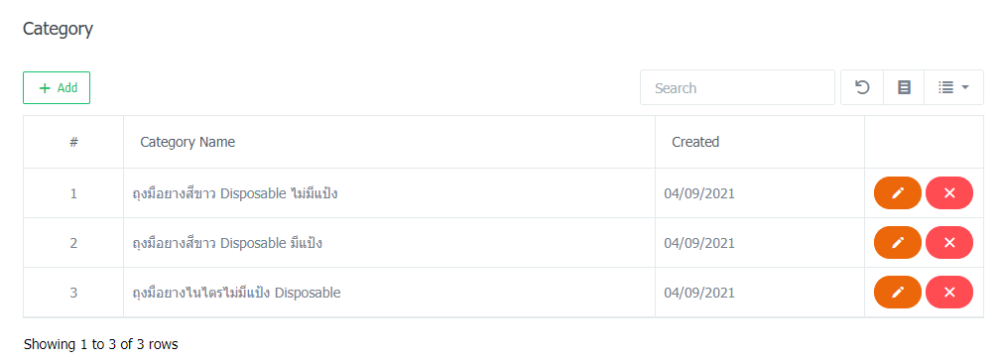 Category
+ Add
Search
# Category Name Created
1 ถุงมือยางสีขาว Disposable ไม่มีแป้ง 04/09/2021
2 ถุงมือยางสีขาว Disposable มีแป้ง 04/09/2021
3 ถุงมือยางไนไตรไม่มีแป้ง Disposable 04/09/2021
Showing 1 to 3 of 3 rows